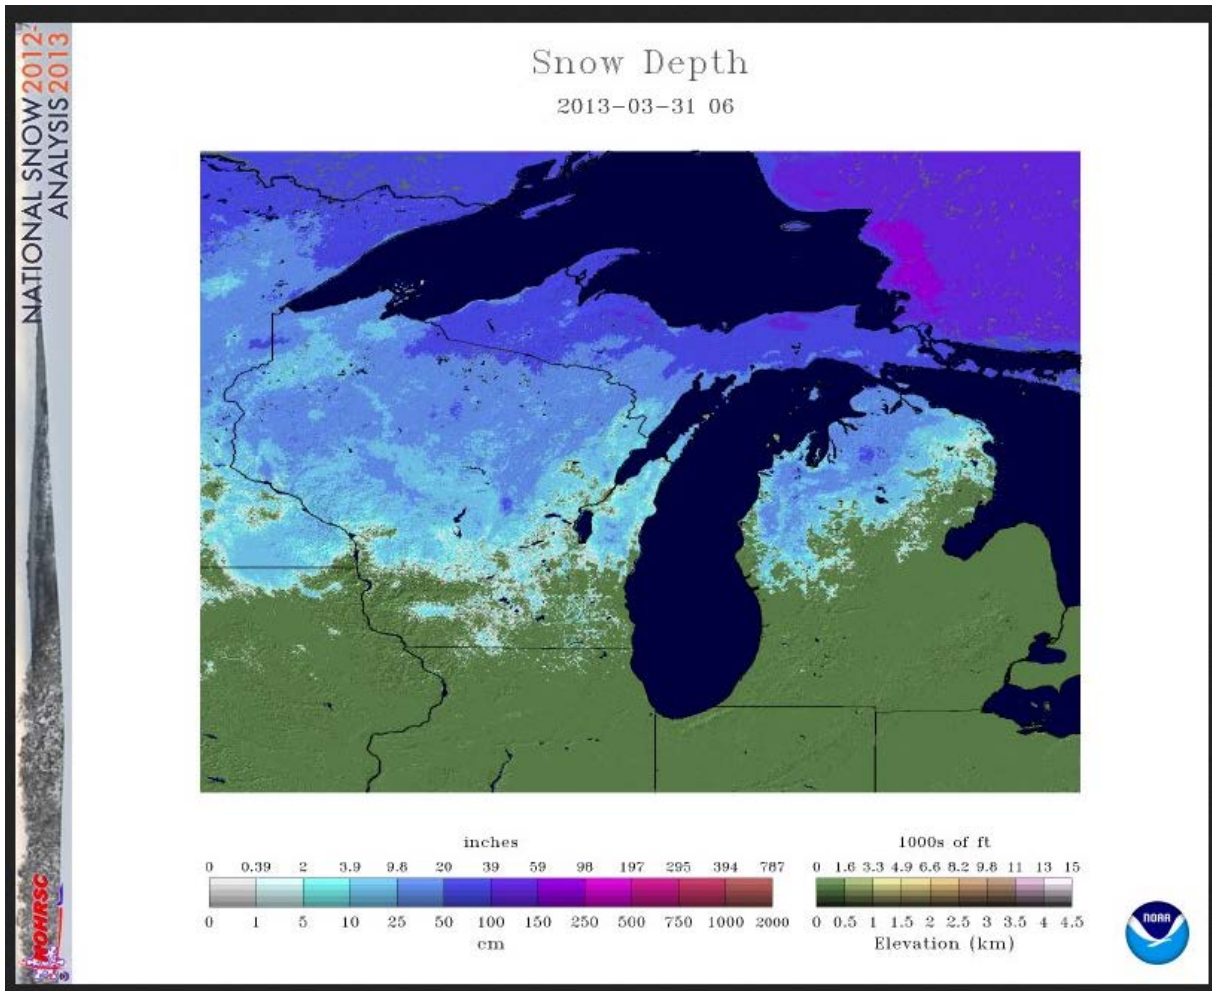 NATIONAL SNOW 2012-
ANALYSIS 2013
Snow Depth
2013-03-31 06
inches
0 0.39 2 3.9 9.8 20 39 59 98 197 295 394 787
0 1 5 10 25 50 100 150 250 500 750 1000 2000
cm
1000s of ft
0 1.6 3.3 4.9 6.6 8.2 9.8 11 13 15
0 0.5 1 1.5 2 2.5 3 3.5 4 4.5
Elevation (km)
NOHRSC
NOAA